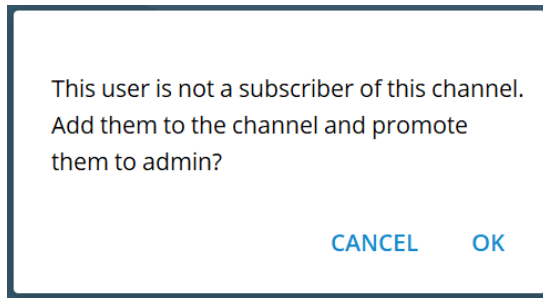 This user is not a subscriber of this channel.
Add them to the channel and promote
them to admin?
CANCEL OK